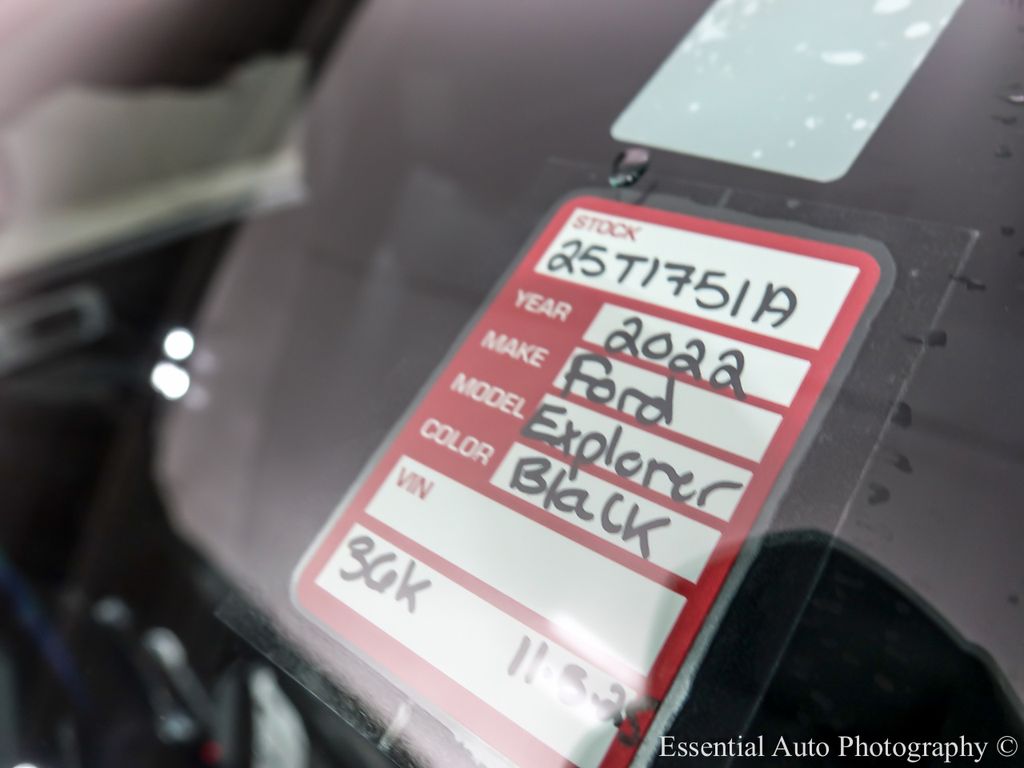 STOCK
25T1751A
YEAR 2022
MAKE Ford
MODEL Explorer
COLOR Black
VIN
36K
Essential Auto Photography ©